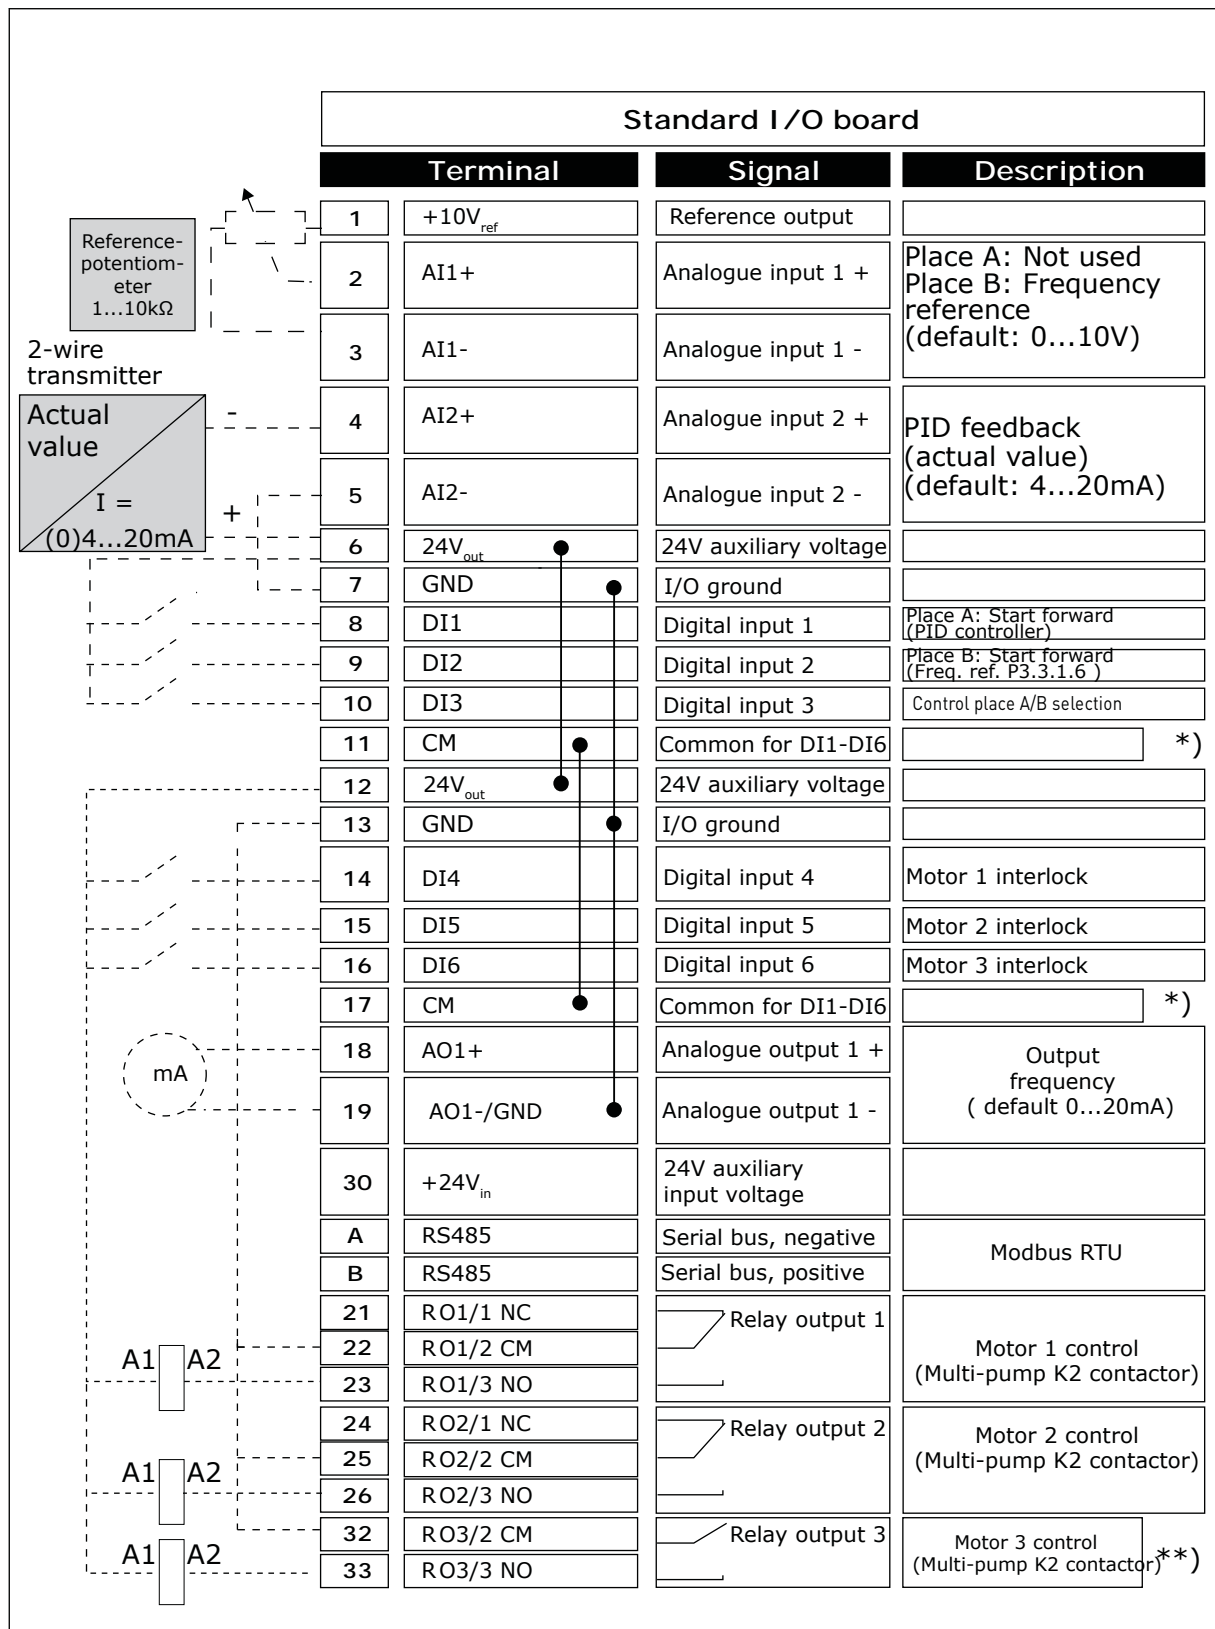 Standard I/O board
Terminal Signal Description
1 +10Vref Reference output
Reference-
potentiom-
eter
1...10kΩ
2 AI1+ Analogue input 1 +
3 AI1- Analogue input 1 -
Place A: Not used
Place B: Frequency
reference
(default: 0...10V)
2-wire
transmitter
Actual
value
I =
(0)4...20mA
-
+
4 AI2+ Analogue input 2 +
5 AI2- Analogue input 2 -
PID feedback
(actual value)
(default: 4...20mA)
6 24Vout 24V auxiliary voltage
7 GND I/O ground
8 DI1 Digital input 1
Place A: Start forward
(PID controller)
9 DI2 Digital input 2
Place B: Start forward
(Freq. ref. P3.3.1.6 )
10 DI3 Digital input 3 Control place A/B selection
11 CM Common for DI1-DI6 *)
12 24Vout 24V auxiliary voltage
13 GND I/O ground
14 DI4 Digital input 4 Motor 1 interlock
15 DI5 Digital input 5 Motor 2 interlock
16 DI6 Digital input 6 Motor 3 interlock
17 CM Common for DI1-DI6 *)
mA
18 AO1+ Analogue output 1 +
19 AO1-/GND Analogue output 1 -
Output
frequency
( default 0...20mA)
30 +24Vin 24V auxiliary
input voltage
A RS485 Serial bus, negative
B RS485 Serial bus, positive
Modbus RTU
21 RO1/1 NC Relay output 1
22 RO1/2 CM
23 RO1/3 NO
A1 A2
Motor 1 control
(Multi-pump K2 contactor)
24 RO2/1 NC Relay output 2
25 RO2/2 CM
26 RO2/3 NO
A1 A2
Motor 2 control
(Multi-pump K2 contactor)
32 RO3/2 CM Relay output 3
33 RO3/3 NO
A1 A2
Motor 3 control
(Multi-pump K2 contactor) **)